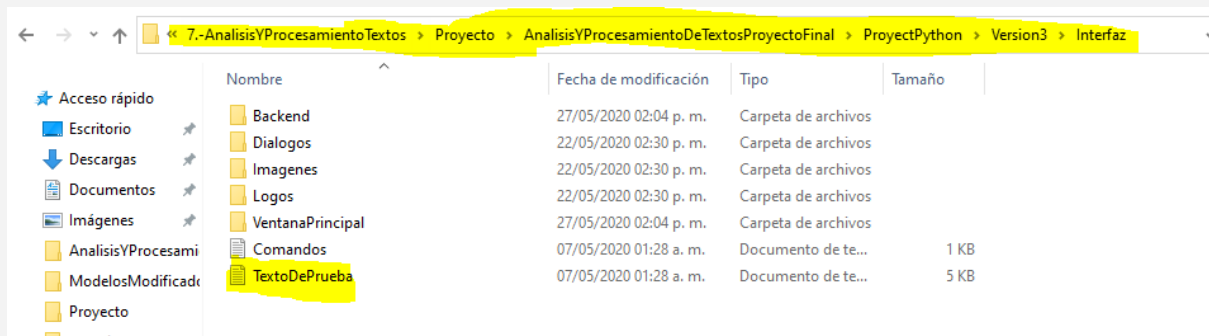 « 7.-AnalisisYProcesamientoTextos > Proyecto > AnalisisYProcesamientoDeTextosProyectoFinal > ProyectPython > Version3 > Interfaz
Nombre Fecha de modificación Tipo Tamaño
Acceso rápido
Escritorio
Descargas
Documentos
Imágenes
AnalisisYProcesami
ModelosModificado
Proyecto
Backend 27/05/2020 02:04 p. m. Carpeta de archivos
Dialogos 22/05/2020 02:30 p. m. Carpeta de archivos
Imagenes 22/05/2020 02:30 p. m. Carpeta de archivos
Logos 22/05/2020 02:30 p. m. Carpeta de archivos
VentanaPrincipal 27/05/2020 02:04 p. m. Carpeta de archivos
Comandos 07/05/2020 01:28 a. m. Documento de te... 1 KB
TextoDePrueba 07/05/2020 01:28 a. m. Documento de te... 5 KB